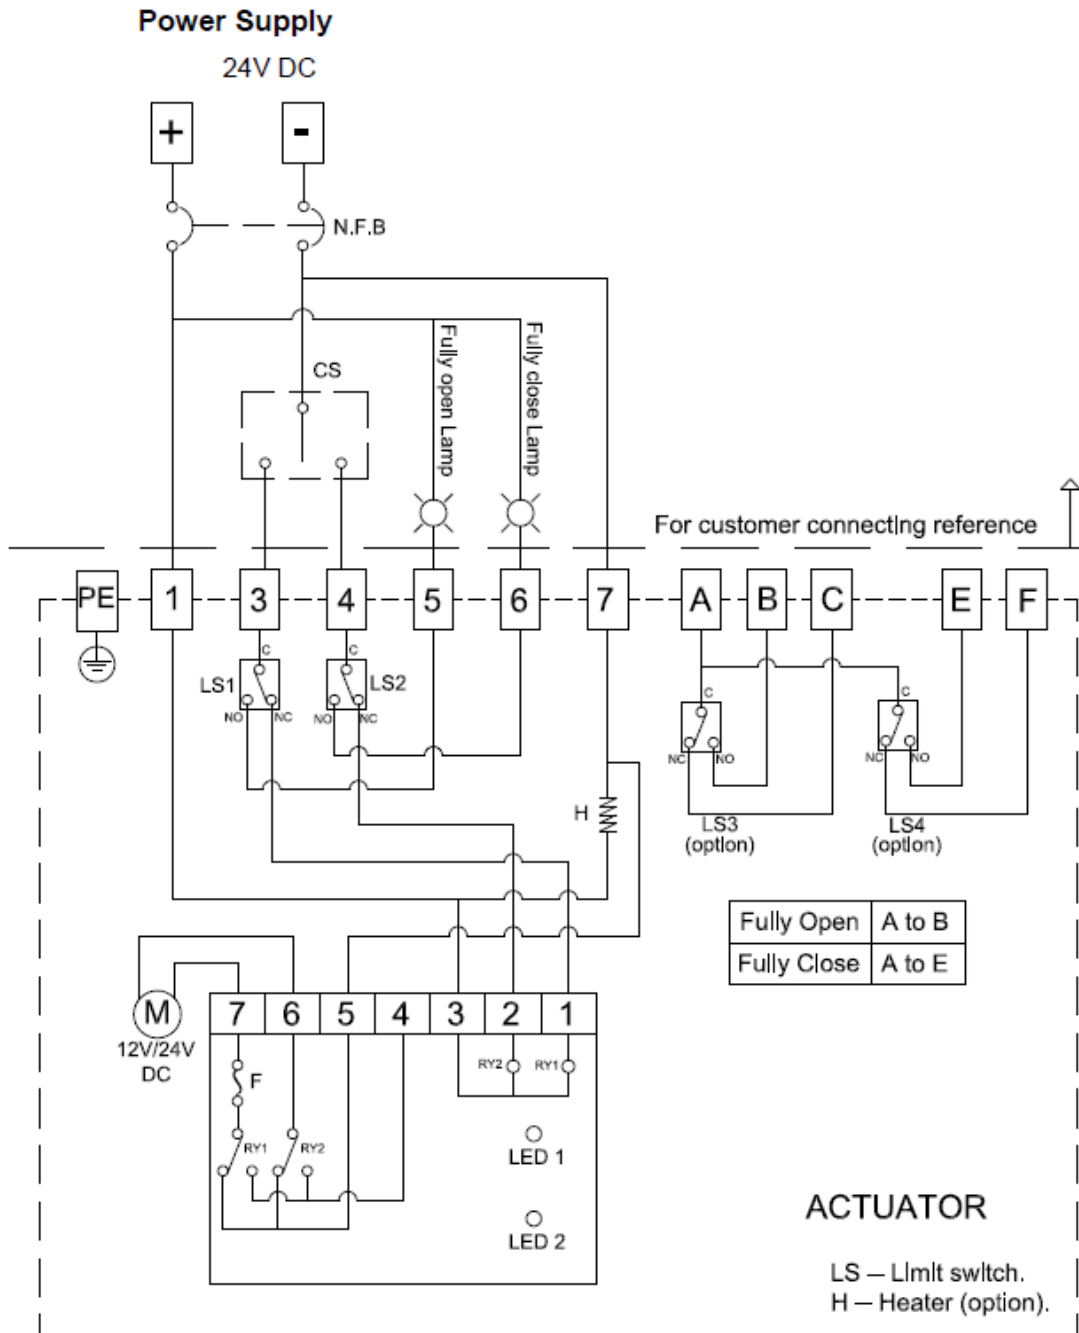 Power Supply
24V DC
+ -
N.F.B
CS
Fully open Lamp
Fully close Lamp
For customer connecting reference
PE 1 3 4 5 6 7 A B C E F
C C
LS1 LS2
NO NC NO NC
C C
NC NO NC NO
H
LS3 LS4
(option) (option)
Fully Open A to B
Fully Close A to E
M
12V/24V
DC
7 6 5 4 3 2 1
RY2 RY1
F
RY1 RY2
LED 1
LED 2
ACTUATOR
LS — Limit switch.
H — Heater (option).